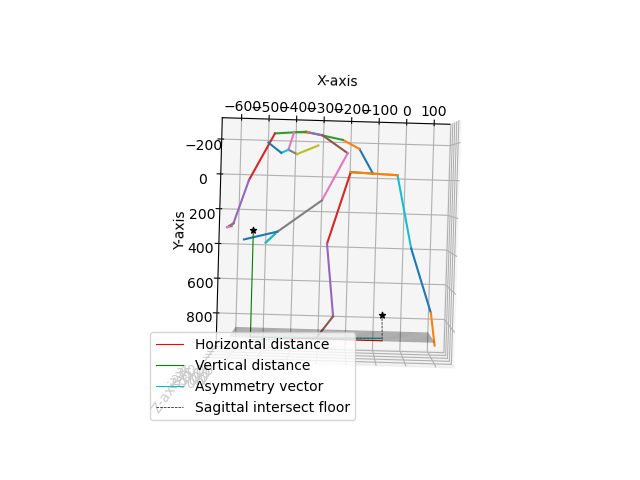 X-axis
−600 −500 −400 −300 −200 −100 0 100
−200
0
200
400
600
800
Y-axis
Z-axis
Horizontal distance
Vertical distance
Asymmetry vector
Sagittal intersect floor